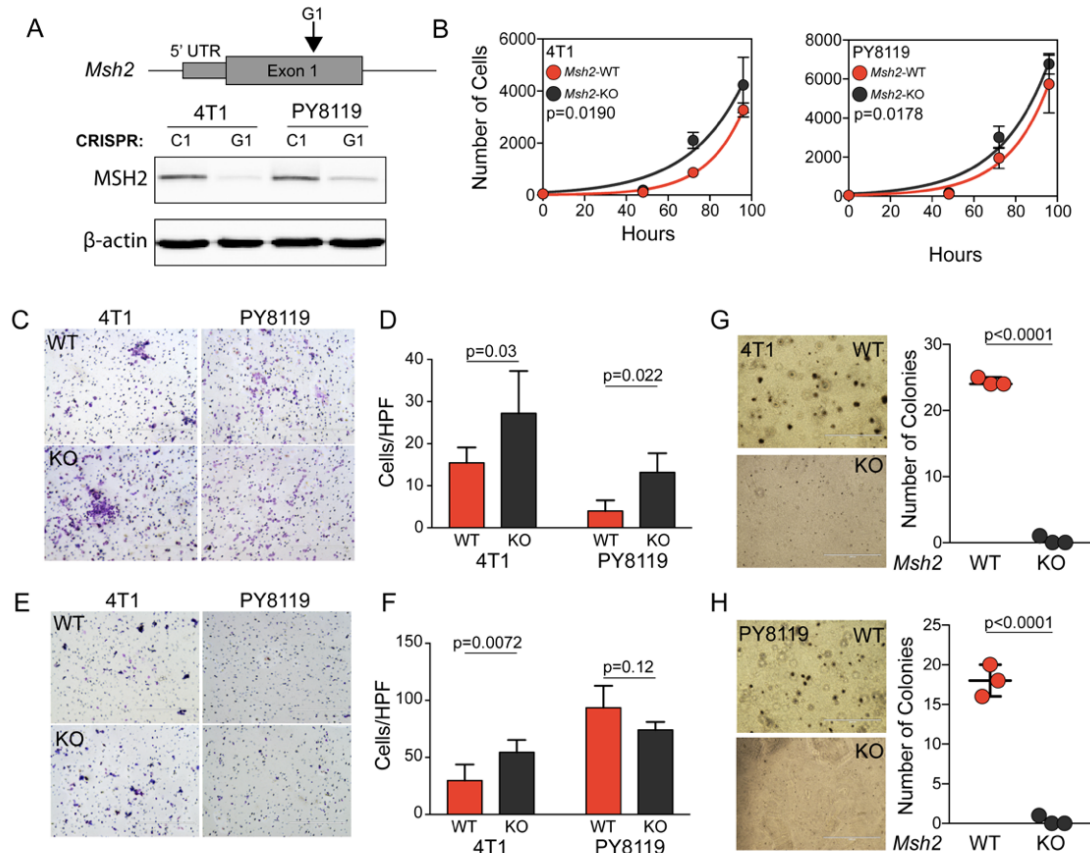 A
G1
5' UTR
Msh2
Exon 1
4T1 PY8119
CRISPR: C1 G1 C1 G1
MSH2
β-actin
B
Number of Cells
6000
4000
2000
0
4T1
Msh2-WT
Msh2-KO
p=0.0190
0 20 40 60 80 100
Hours
8000
6000
4000
2000
0
PY8119
Msh2-WT
Msh2-KO
p=0.0178
0 20 40 60 80 100
Hours
C
4T1 PY8119
WT
KO
D
Cells/HPF
40
30
20
10
0
p=0.03
p=0.022
WT KO WT KO
4T1 PY8119
E
4T1 PY8119
WT
KO
F
Cells/HPF
150
100
50
0
p=0.0072
p=0.12
WT KO WT KO
4T1 PY8119
G
4T1 WT
KO
Number of Colonies
30
20
10
0
p<0.0001
Msh2 WT KO
H
PY8119 WT
KO
Number of Colonies
25
20
15
10
5
0
p<0.0001
Msh2 WT KO